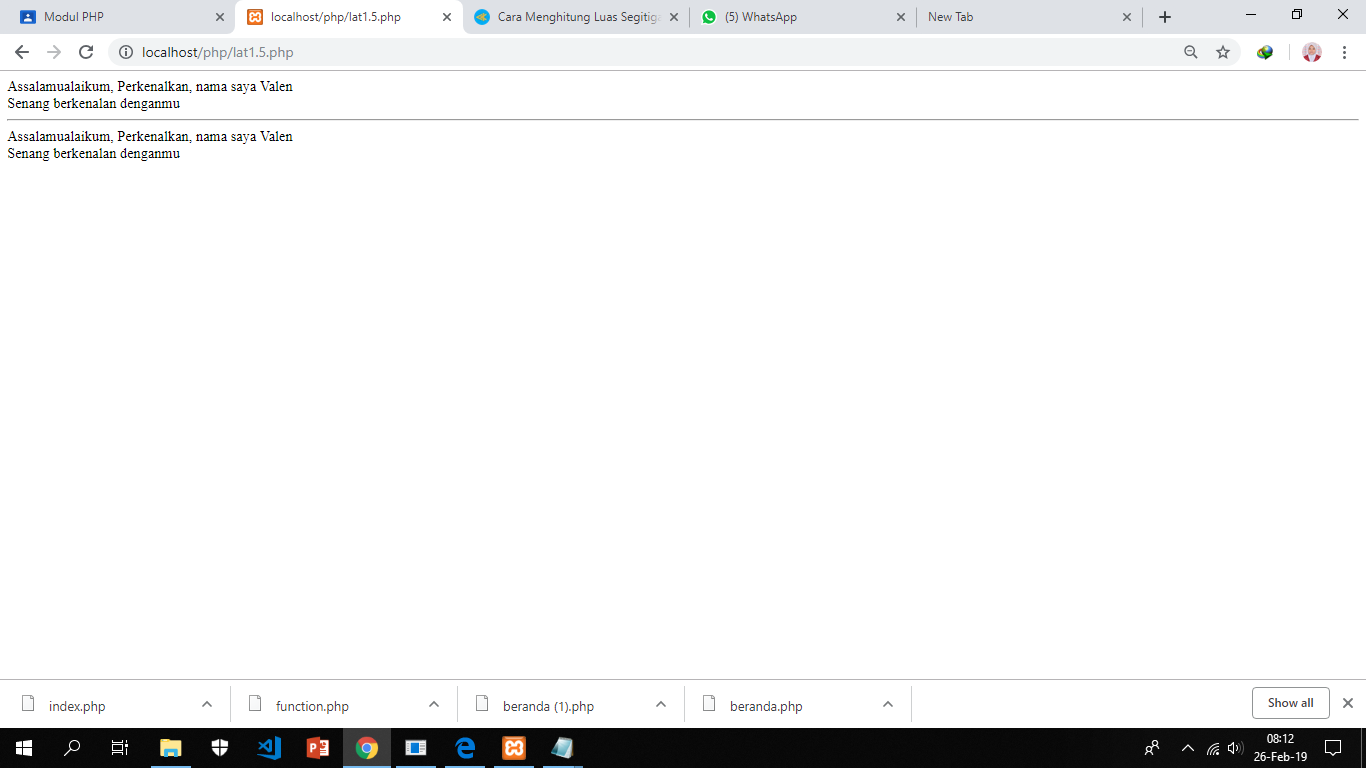 Modul PHP
localhost/php/lat1.5.php
Cara Menghitung Luas Segitiga
(5) WhatsApp
New Tab
localhost/php/lat1.5.php
Assalamualaikum, Perkenalkan, nama saya Valen
Senang berkenalan denganmu
Assalamualaikum, Perkenalkan, nama saya Valen
Senang berkenalan denganmu
index.php
function.php
beranda (1).php
beranda.php
Show all
08:12
26-Feb-19